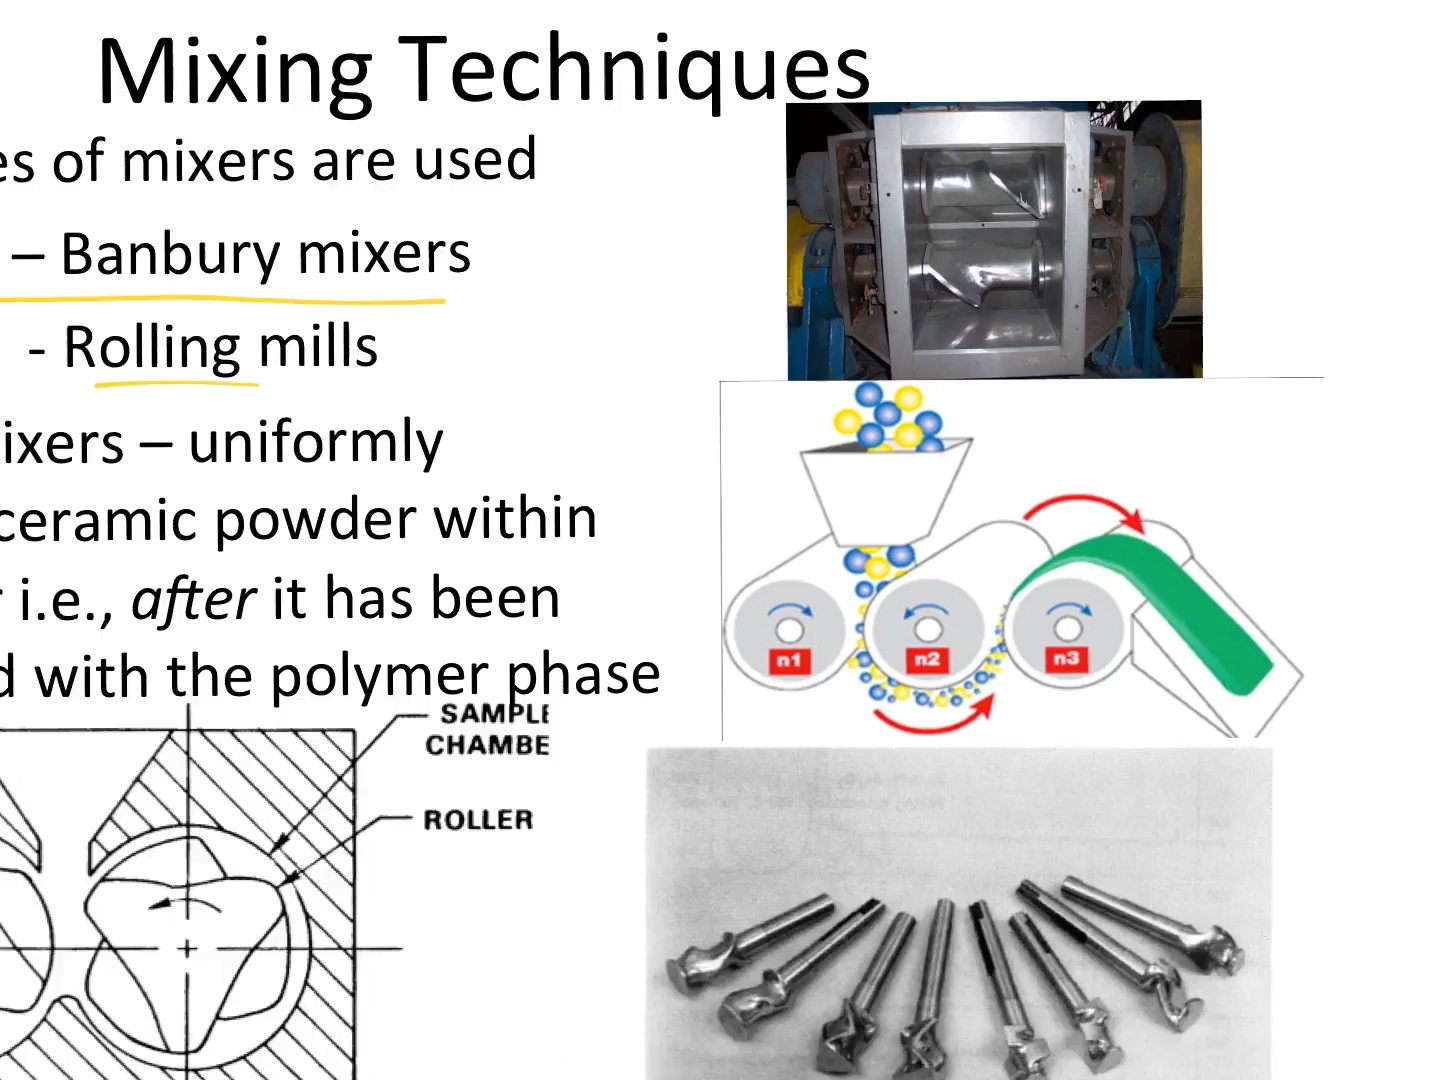 Mixing Techniques
es of mixers are used
– Banbury mixers
- Rolling mills
ixers – uniformly
ceramic powder within
r i.e., after it has been
d with the polymer phase
n1
n2
n3
SAMPLE
CHAMBE
ROLLER